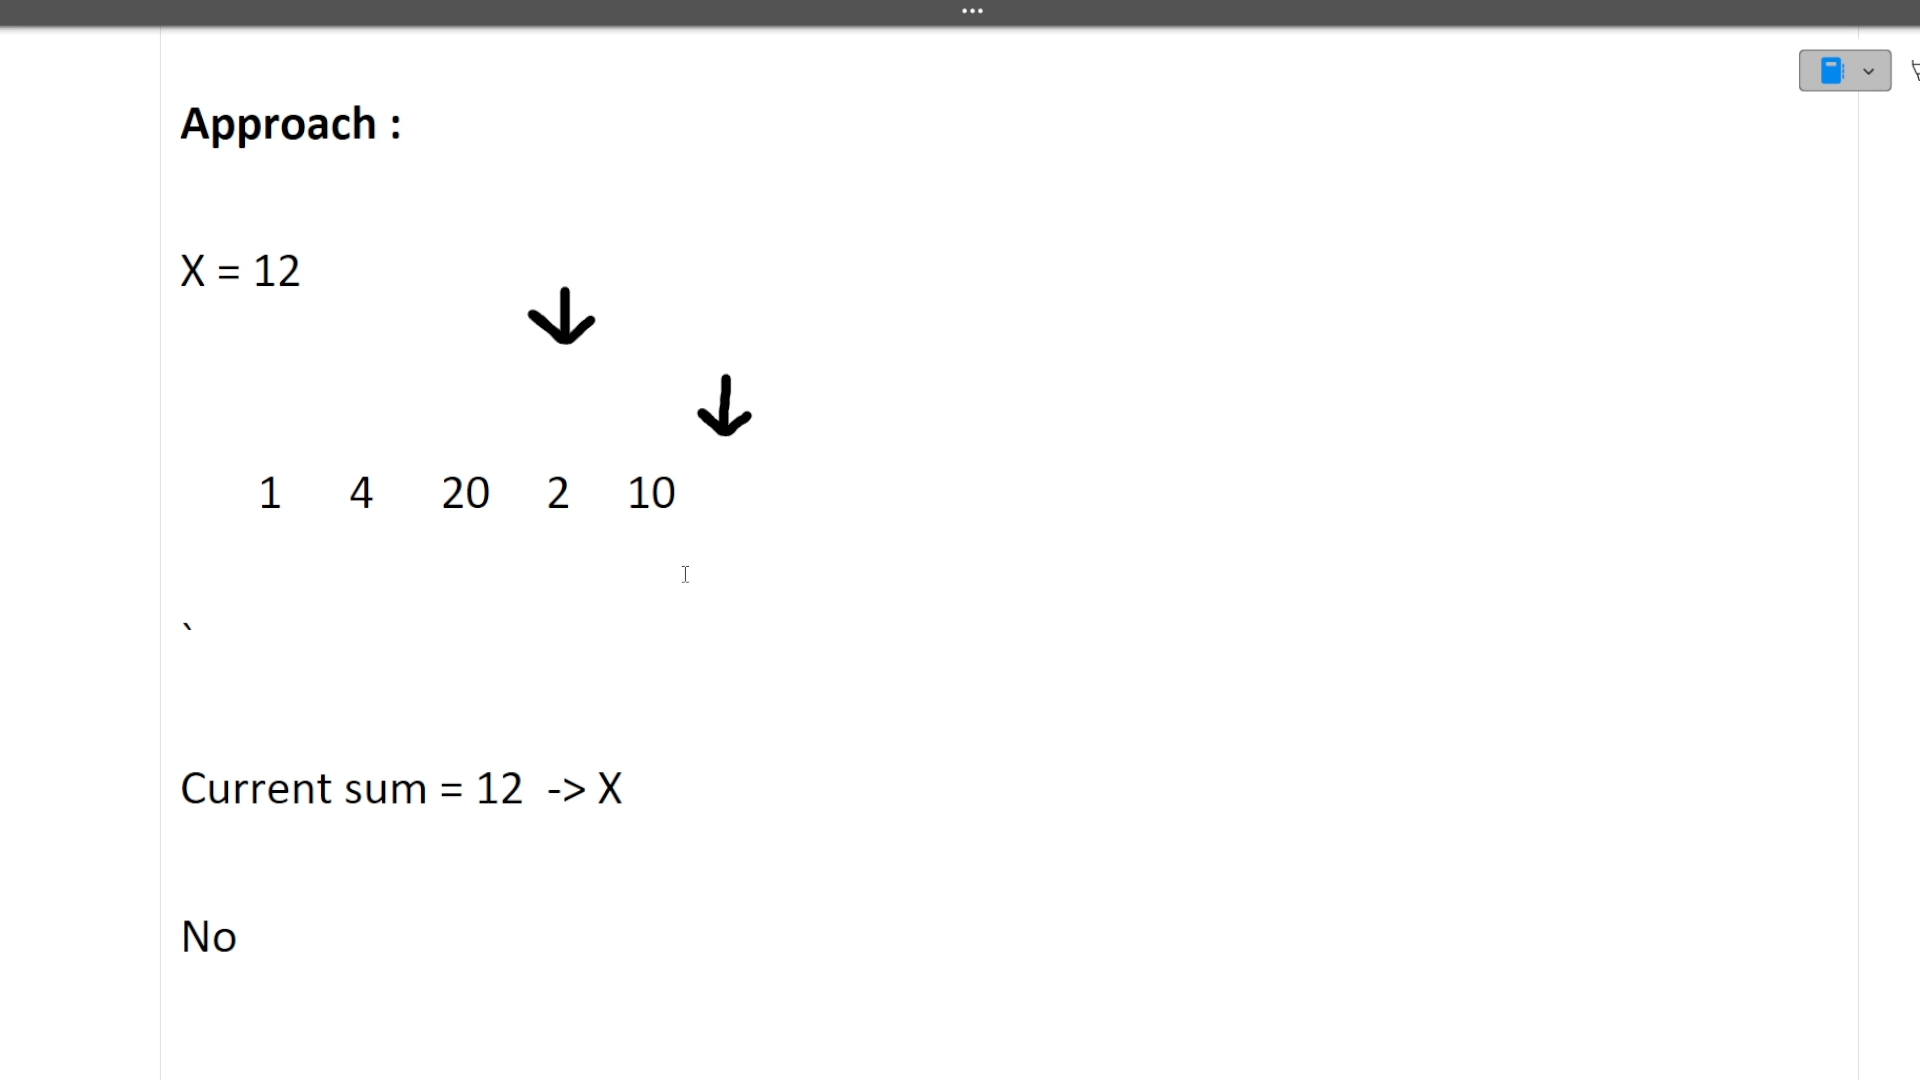 Approach :
X = 12
1 4 20 2 10
`
Current sum = 12 -> X
No